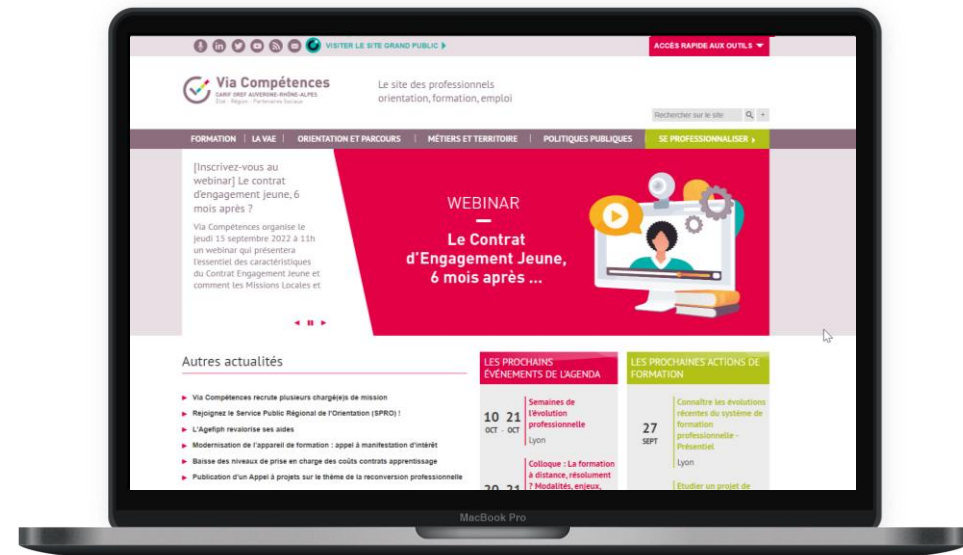 VISITER LE SITE GRAND PUBLIC
ACCÈS RAPIDE AUX OUTILS
Via Compétences
CARIF OREF AUVERGNE-RHÔNE-ALPES
État - Région - Partenaires Sociaux
Le site des professionnels
orientation, formation, emploi
Rechercher sur le site
FORMATION
LA VAE
ORIENTATION ET PARCOURS
MÉTIERS ET TERRITOIRE
POLITIQUES PUBLIQUES
SE PROFESSIONNALISER
[Inscrivez-vous au
webinar] Le contrat
d'engagement jeune, 6
mois après ?
Via Compétences organise le
jeudi 15 septembre 2022 à 11h
un webinar qui présentera
l'essentiel des caractéristiques
du Contrat Engagement Jeune et
comment les Missions Locales et
WEBINAR
Le Contrat
d'Engagement Jeune,
6 mois après ...
Autres actualités
Via Compétences recrute plusieurs chargé(e)s de mission
Rejoignez le Service Public Régional de l'Orientation (SPRO) !
L'Agefiph revalorise ses aides
Modernisation de l'appareil de formation : appel à manifestation d'intérêt
Baisse des niveaux de prise en charge des coûts contrats apprentissage
Publication d'un Appel à projets sur le thème de la reconversion professionnelle
LES PROCHAINS
ÉVÉNEMENTS DE L'AGENDA
10 21
OCT - OCT
Semaines de
l'évolution
professionnelle
Lyon
20 21
Colloque : La formation
à distance, résolument
? Modalités, enjeux,
LES PROCHAINES ACTIONS DE
FORMATION
27
SEPT
Connaître les évolutions
récentes du système de
formation
professionnelle -
Présentiel
Lyon
Etudier un projet de
MacBook Pro